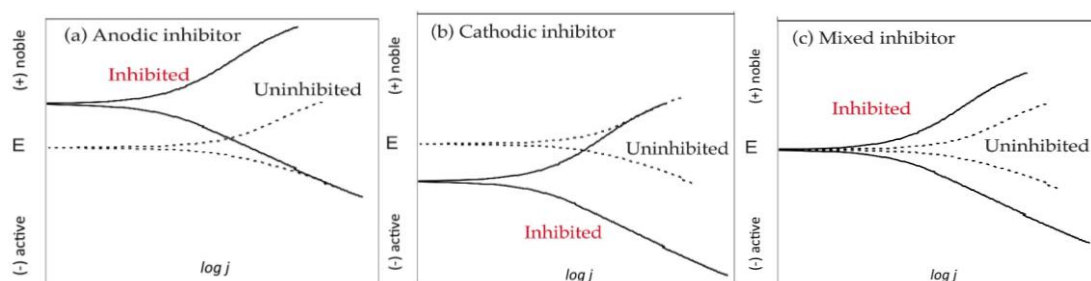 (a) Anodic inhibitor
(+) noble
Inhibited
Uninhibited
E
(-) active
log j
(b) Cathodic inhibitor
(+) noble
E
Uninhibited
Inhibited
(-) active
log j
(c) Mixed inhibitor
(+) noble
Inhibited
E
Uninhibited
(-) active
log j